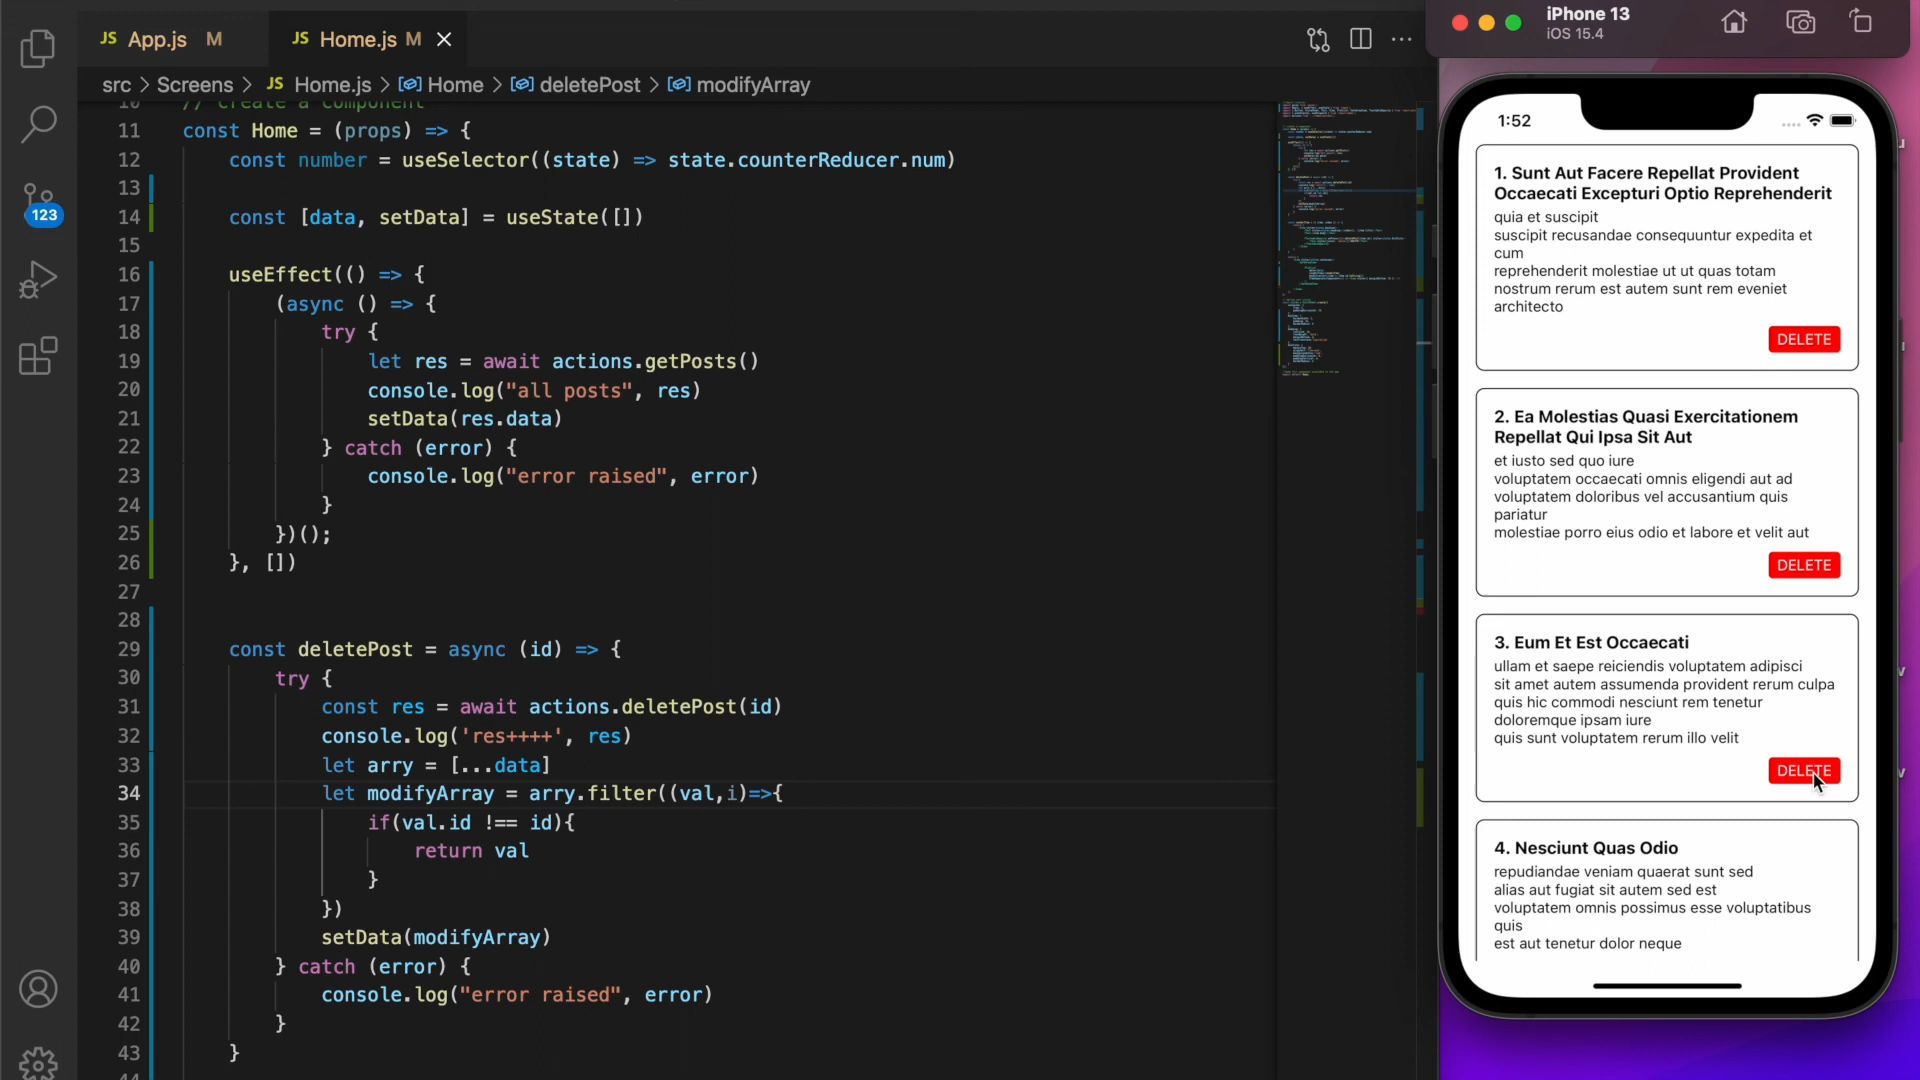 JS App.js M
JS Home.js M
src > Screens > JS Home.js > Home > deletePost > modifyArray
123
10 // create a component
11 const Home = (props) => {
12 const number = useSelector((state) => state.counterReducer.num)
13
14 const [data, setData] = useState([])
15
16 useEffect(() => {
17 (async () => {
18 try {
19 let res = await actions.getPosts()
20 console.log("all posts", res)
21 setData(res.data)
22 } catch (error) {
23 console.log("error raised", error)
24 }
25 })();
26 }, [])
27
28
29 const deletePost = async (id) => {
30 try {
31 const res = await actions.deletePost(id)
32 console.log('res++++', res)
33 let arry = [...data]
34 let modifyArray = arry.filter((val,i)=>{
35 if(val.id !== id){
36 return val
37 }
38 })
39 setData(modifyArray)
40 } catch (error) {
41 console.log("error raised", error)
42 }
43 }
44
iPhone 13
iOS 15.4
1:52
1. Sunt Aut Facere Repellat Provident
Occaecati Excepturi Optio Reprehenderit
quia et suscipit
suscipit recusandae consequuntur expedita et
cum
reprehenderit molestiae ut ut quas totam
nostrum rerum est autem sunt rem eveniet
architecto
DELETE
2. Ea Molestias Quasi Exercitationem
Repellat Qui Ipsa Sit Aut
et iusto sed quo iure
voluptatem occaecati omnis eligendi aut ad
voluptatem doloribus vel accusantium quis
pariatur
molestiae porro eius odio et labore et velit aut
DELETE
3. Eum Et Est Occaecati
ullam et saepe reiciendis voluptatem adipisci
sit amet autem assumenda provident rerum culpa
quis hic commodi nesciunt rem tenetur
doloremque ipsam iure
quis sunt voluptatem rerum illo velit
DELETE
4. Nesciunt Quas Odio
repudiandae veniam quaerat sunt sed
alias aut fugiat sit autem sed est
voluptatem omnis possimus esse voluptatibus
quis
est aut tenetur dolor neque